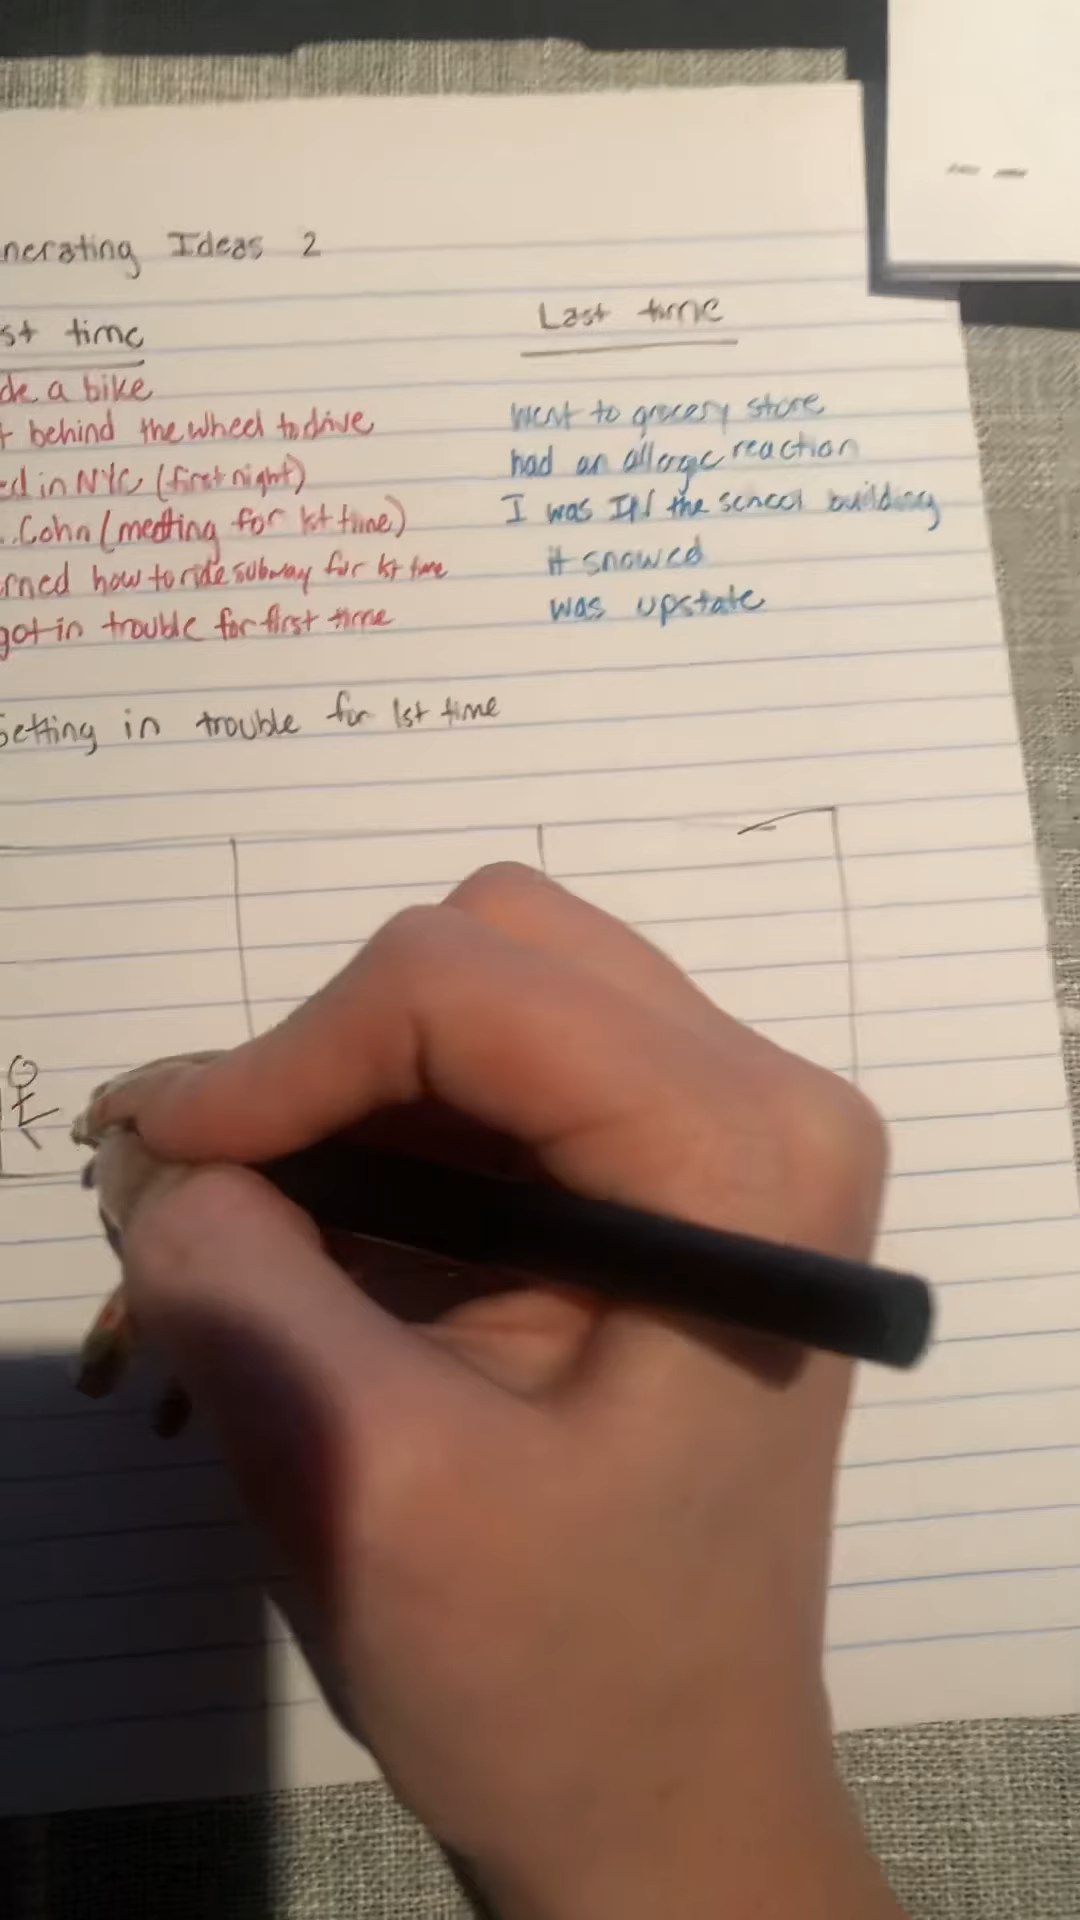 nerating Ideas 2
st time
Last time
de a bike
t behind the wheel to drive
ed in NYC (first night)
..Cohn (meeting for 1st time)
rned how to ride subway for 1st time
got in trouble for first time
went to grocery store
had an allergc reaction
I was IN the school building
it snowed
was upstate
Getting in trouble for 1st time